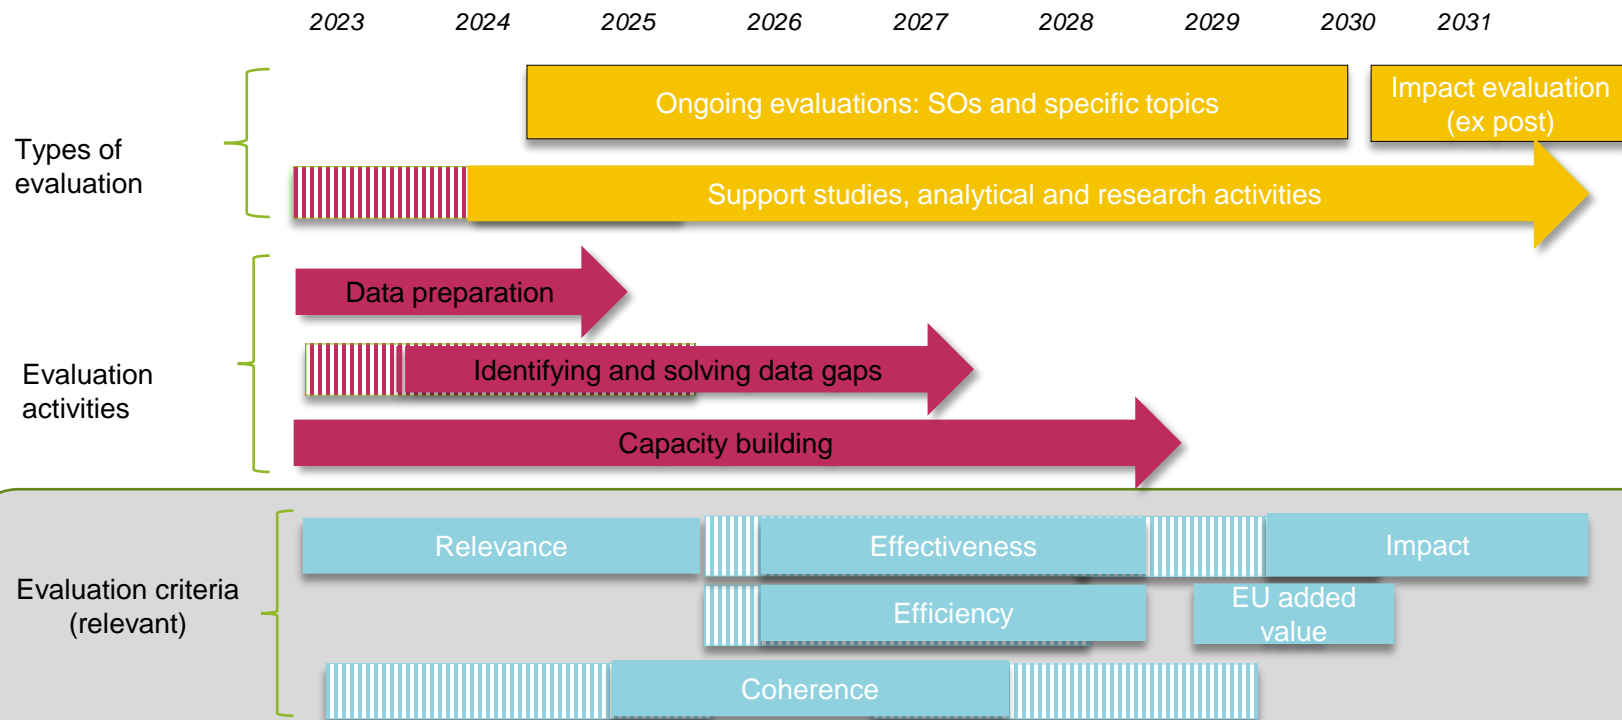 2023 2024 2025 2026 2027 2028 2029 2030 2031
Ongoing evaluations: SOs and specific topics
Impact evaluation
(ex post)
Types of
evaluation
Support studies, analytical and research activities
Data preparation
Identifying and solving data gaps
Evaluation
activities
Capacity building
Relevance
Effectiveness
Impact
Evaluation criteria
(relevant)
Efficiency
EU added
value
Coherence